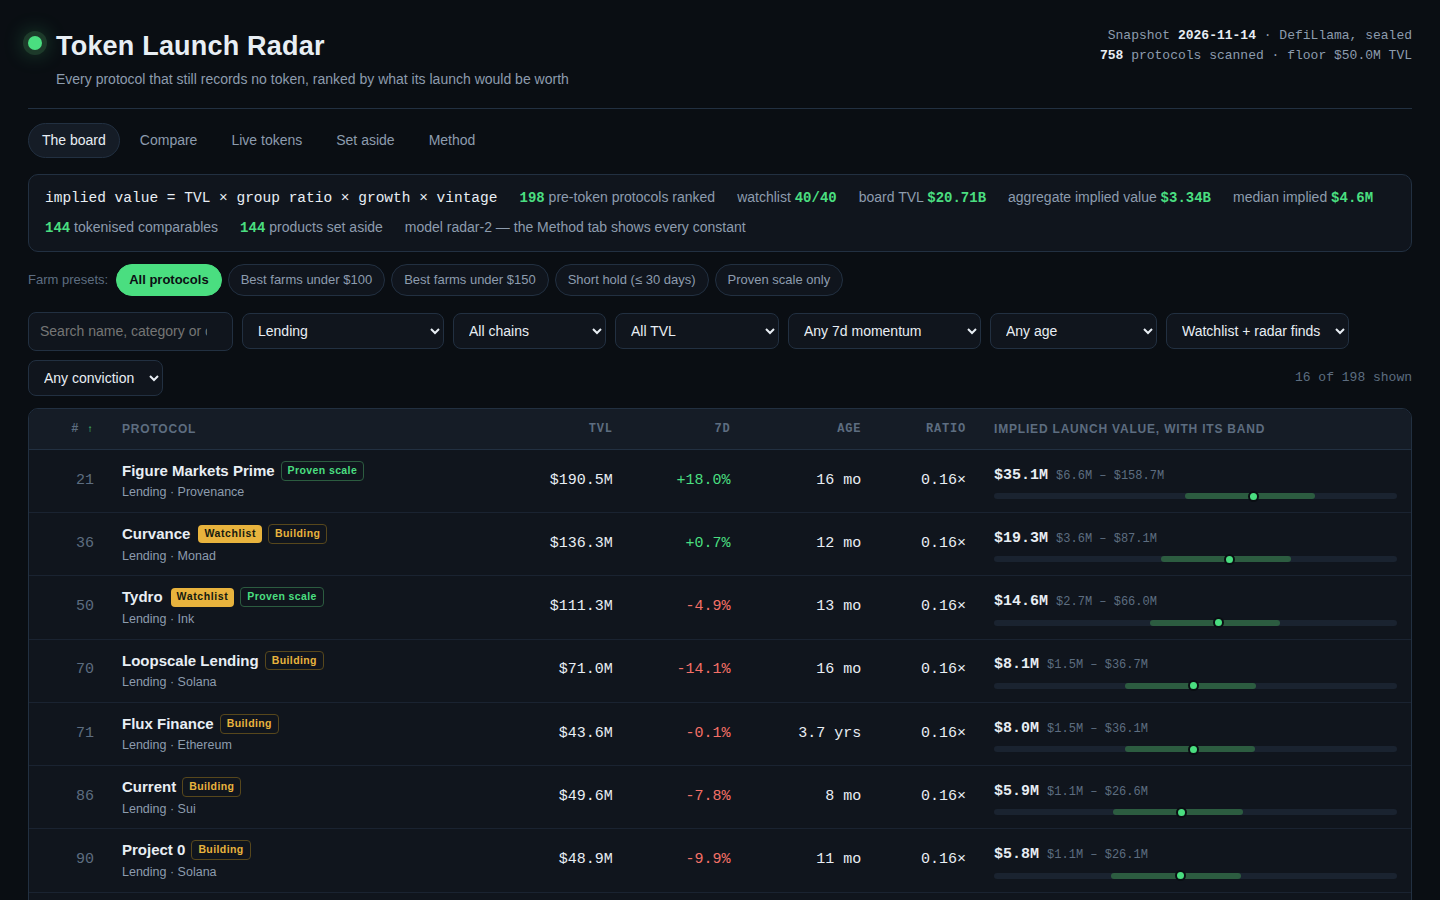 Token Launch Radar
Every protocol that still records no token, ranked by what its launch would be worth
Snapshot 2026-11-14 · DefiLlama, sealed
758 protocols scanned · floor $50.0M TVL
The board Compare Live tokens Set aside Method
implied value = TVL × group ratio × growth × vintage 198 pre-token protocols ranked watchlist 40/40 board TVL $20.71B aggregate implied value $3.34B median implied $4.6M
144 tokenised comparables 144 products set aside model radar-2 — the Method tab shows every constant
Farm presets: All protocols Best farms under $100 Best farms under $150 Short hold (≤ 30 days) Proven scale only
Search name, category or Lending All chains All TVL Any 7d momentum Any age Watchlist + radar finds
Any conviction 16 of 198 shown
# ↑ PROTOCOL TVL 7D AGE RATIO IMPLIED LAUNCH VALUE, WITH ITS BAND
21 Figure Markets Prime Proven scale $190.5M +18.0% 16 mo 0.16× $35.1M $6.6M – $158.7M
Lending · Provenance
36 Curvance Watchlist Building $136.3M +0.7% 12 mo 0.16× $19.3M $3.6M – $87.1M
Lending · Monad
50 Tydro Watchlist Proven scale $111.3M -4.9% 13 mo 0.16× $14.6M $2.7M – $66.0M
Lending · Ink
70 Loopscale Lending Building $71.0M -14.1% 16 mo 0.16× $8.1M $1.5M – $36.7M
Lending · Solana
71 Flux Finance Building $43.6M -0.1% 3.7 yrs 0.16× $8.0M $1.5M – $36.1M
Lending · Ethereum
86 Current Building $49.6M -7.8% 8 mo 0.16× $5.9M $1.1M – $26.6M
Lending · Sui
90 Project 0 Building $48.9M -9.9% 11 mo 0.16× $5.8M $1.1M – $26.1M
Lending · Solana